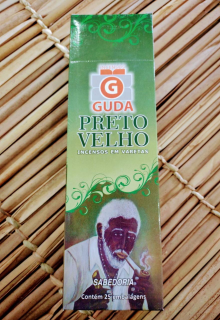 G
GUDA
PRETO
VELHO
INCENSOS EM VARETAS
SABEDORIA
Contém 25 embalagens